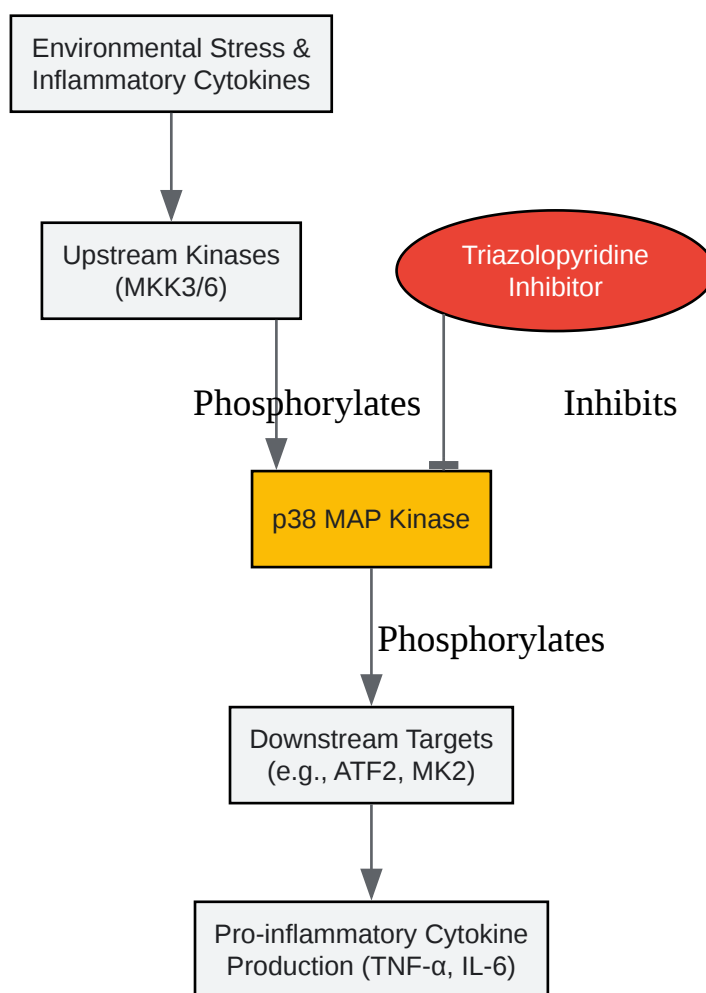 Environmental Stress &
Inflammatory Cytokines
Upstream Kinases
(MKK3/6)
Triazolopyridine
Inhibitor
Phosphorylates
Inhibits
p38 MAP Kinase
Phosphorylates
Downstream Targets
(e.g., ATF2, MK2)
Pro-inflammatory Cytokine
Production (TNF-α, IL-6)